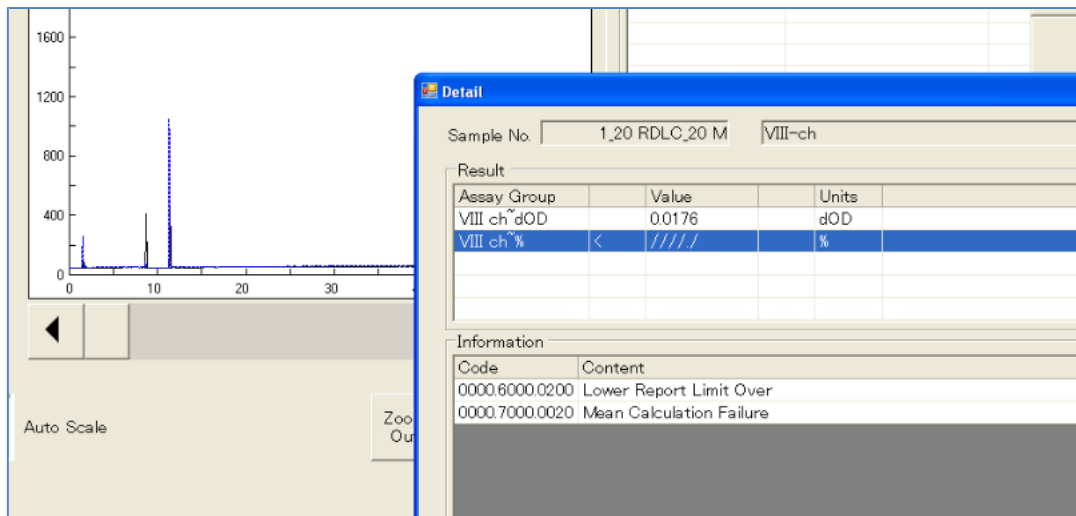 1600
1200
800
400
0
0 10 20 30
Auto Scale
Detail
Sample No. 1_20 RDLC_20 M VIII-ch
Result
Assay Group Value Units
VIII ch~dOD 0.0176 dOD
VIII ch~% < ////./ %
Information
Code Content
0000.6000.0200 Lower Report Limit Over
0000.7000.0020 Mean Calculation Failure